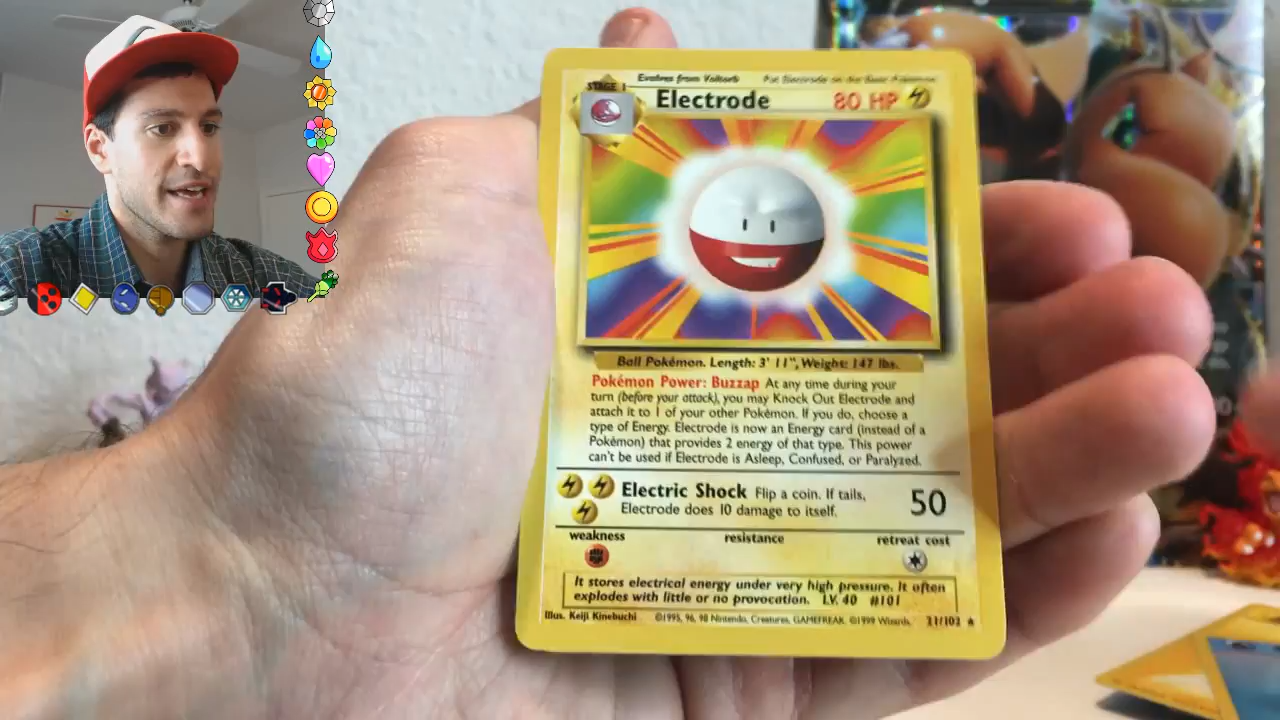 Evolves from Voltorb Put Electrode on the Basic Pokémon
STAGE 1
Electrode 80 HP
Ball Pokémon. Length: 3' 11", Weight: 147 lbs.
Pokémon Power: Buzzap At any time during your
turn (before your attack), you may Knock Out Electrode and
attach it to 1 of your other Pokémon. If you do, choose a
type of Energy. Electrode is now an Energy card (instead of a
Pokémon) that provides 2 energy of that type. This power
can't be used if Electrode is Asleep, Confused, or Paralyzed.
Electric Shock Flip a coin. If tails, 50
Electrode does 10 damage to itself.
weakness resistance retreat cost
It stores electrical energy under very high pressure. It often
explodes with little or no provocation. LV. 40 #101
Illus. Keiji Kinebuchi ©1995, 96, 98 Nintendo, Creatures, GAMEFREAK. ©1999 Wizards. 21/102